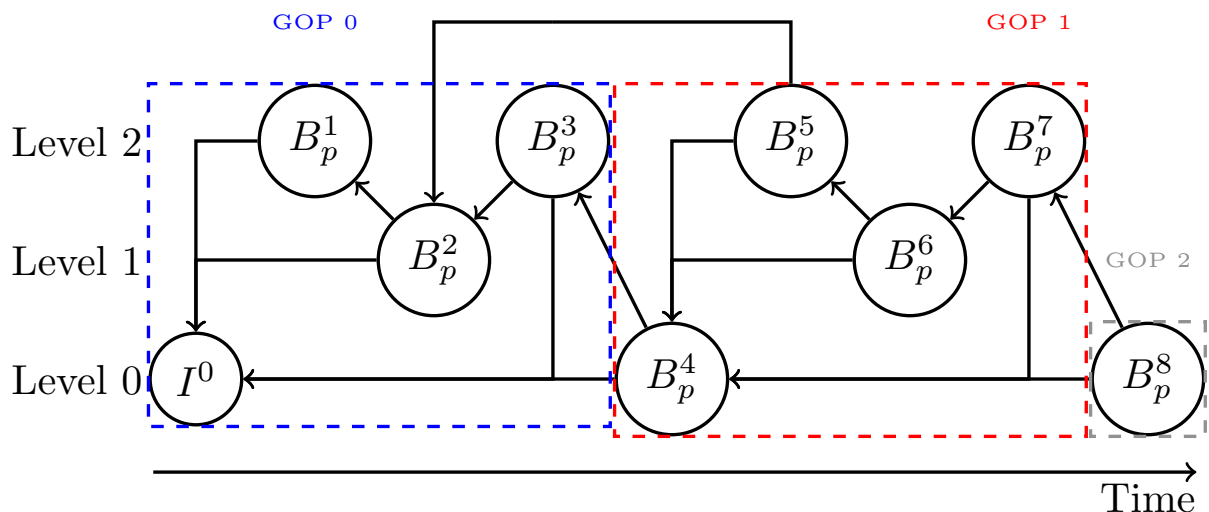 GOP 0 GOP 1
Level 2 B_p^1 B_p^3 B_p^5 B_p^7
Level 1 B_p^2 B_p^6 GOP 2
Level 0 I^0 B_p^4 B_p^8
Time